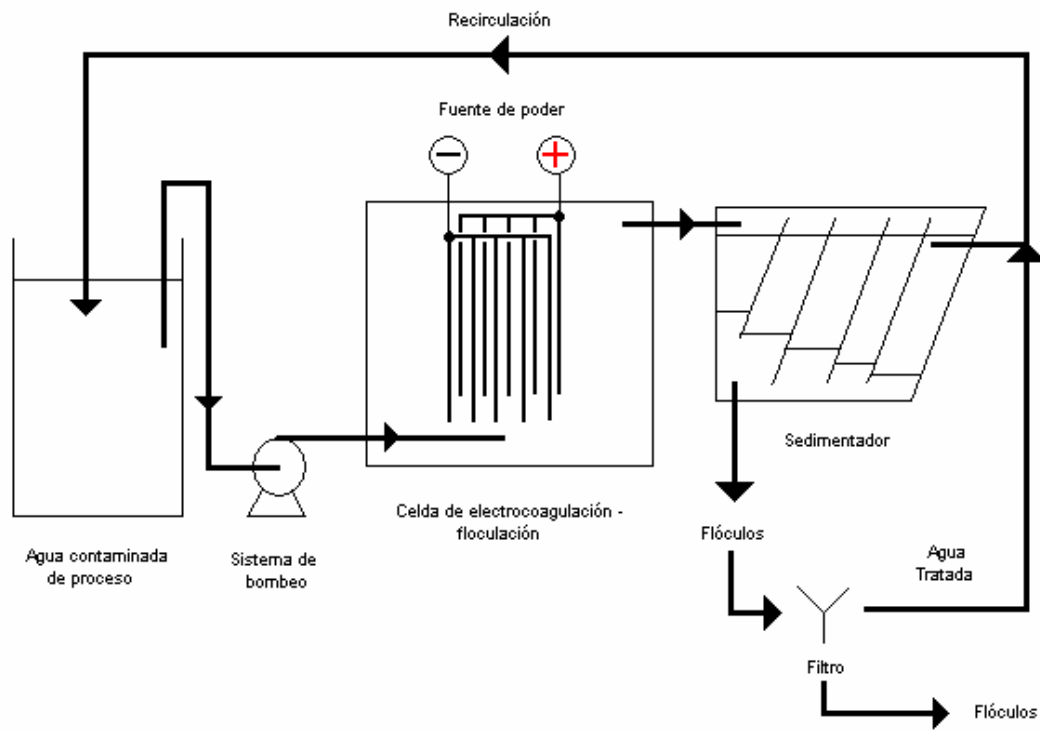 Recirculación
Fuente de poder
Agua contaminada
de proceso
Sistema de
bombeo
Celda de electrocoagulación -
floculación
Sedimentador
Flóculos
Agua
Tratada
Filtro
Flóculos